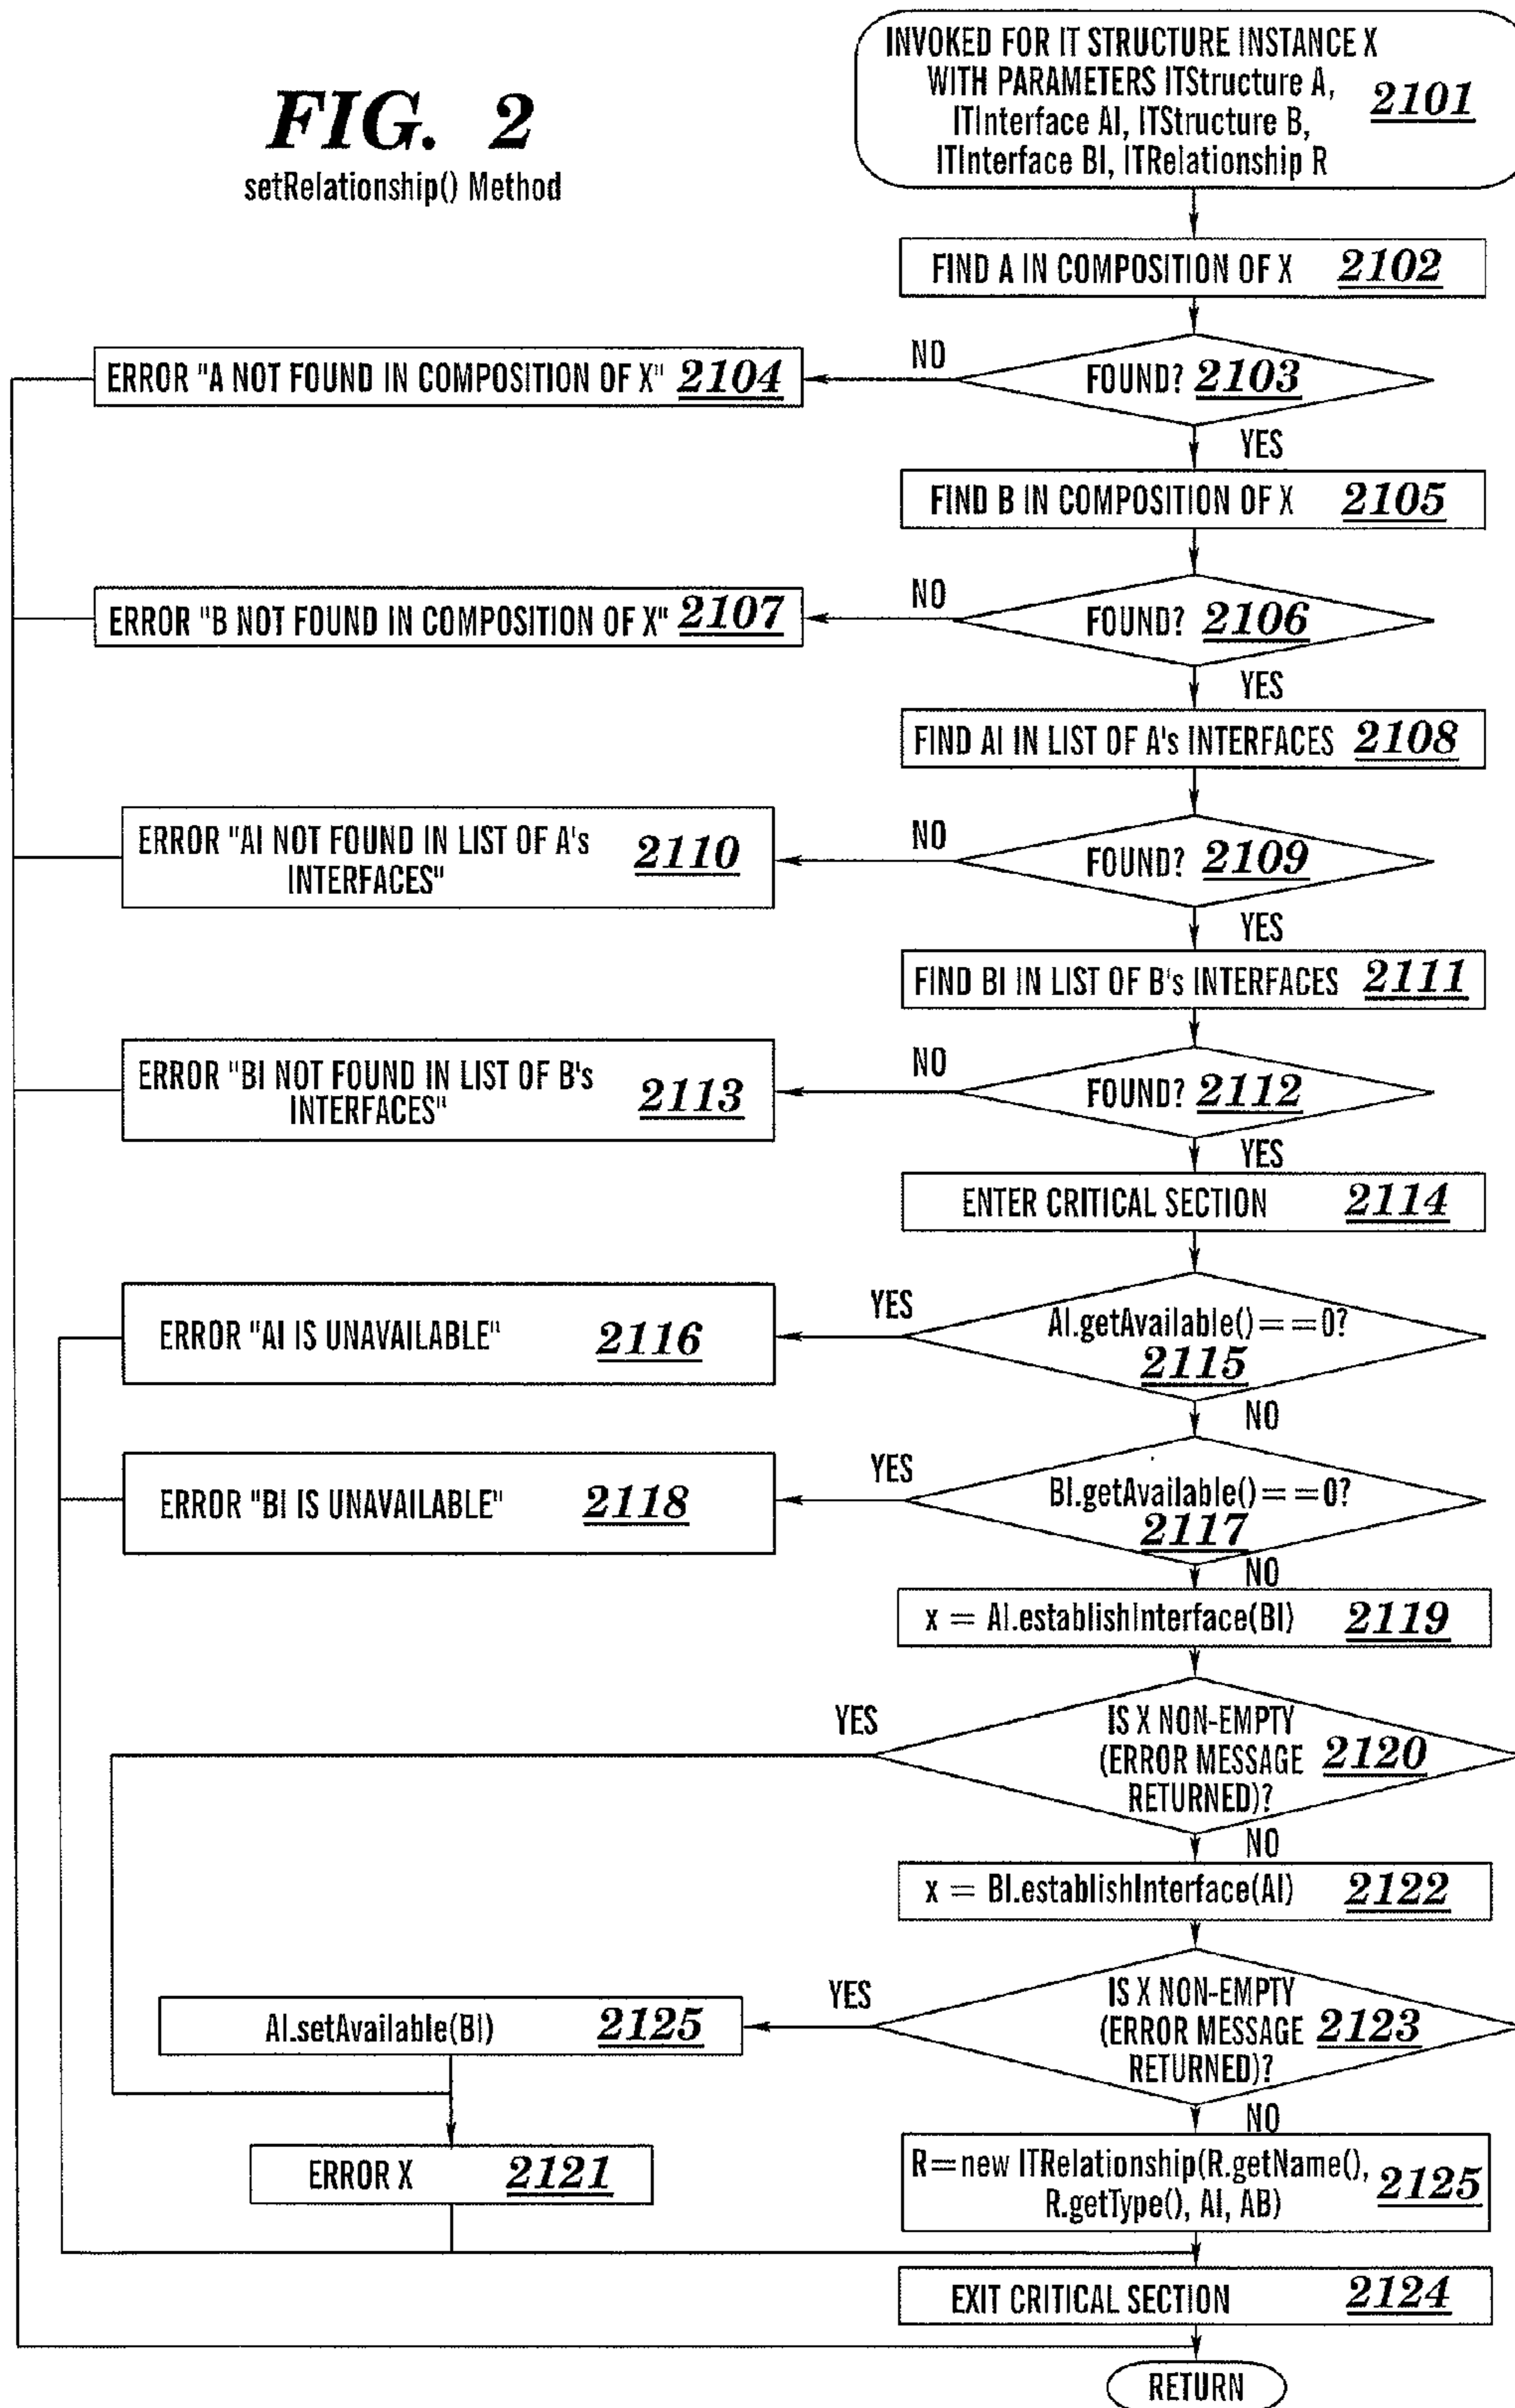 FIG. 2
setRelationship() Method
INVOKED FOR IT STRUCTURE INSTANCE X
WITH PARAMETERS ITStructure A,
ITInterface AI, ITStructure B,
ITInterface BI, ITRelationship R
2101
FIND A IN COMPOSITION OF X 2102
FOUND? 2103
NO
ERROR "A NOT FOUND IN COMPOSITION OF X" 2104
YES
FIND B IN COMPOSITION OF X 2105
FOUND? 2106
NO
ERROR "B NOT FOUND IN COMPOSITION OF X" 2107
YES
FIND AI IN LIST OF A's INTERFACES 2108
FOUND? 2109
NO
ERROR "AI NOT FOUND IN LIST OF A's
INTERFACES"
2110
YES
FIND BI IN LIST OF B's INTERFACES 2111
FOUND? 2112
NO
ERROR "BI NOT FOUND IN LIST OF B's
INTERFACES"
2113
YES
ENTER CRITICAL SECTION 2114
AI.getAvailable()==0?
2115
YES
ERROR "AI IS UNAVAILABLE" 2116
NO
BI.getAvailable()==0?
2117
YES
ERROR "BI IS UNAVAILABLE" 2118
NO
x = AI.establishInterface(BI) 2119
IS X NON-EMPTY
(ERROR MESSAGE 2120
RETURNED)?
YES
NO
x = BI.establishInterface(AI) 2122
IS X NON-EMPTY
(ERROR MESSAGE 2123
RETURNED)?
YES
AI.setAvailable(BI) 2125
ERROR X 2121
NO
R=new ITRelationship(R.getName(),
R.getType(), AI, AB)
2125
EXIT CRITICAL SECTION 2124
RETURN